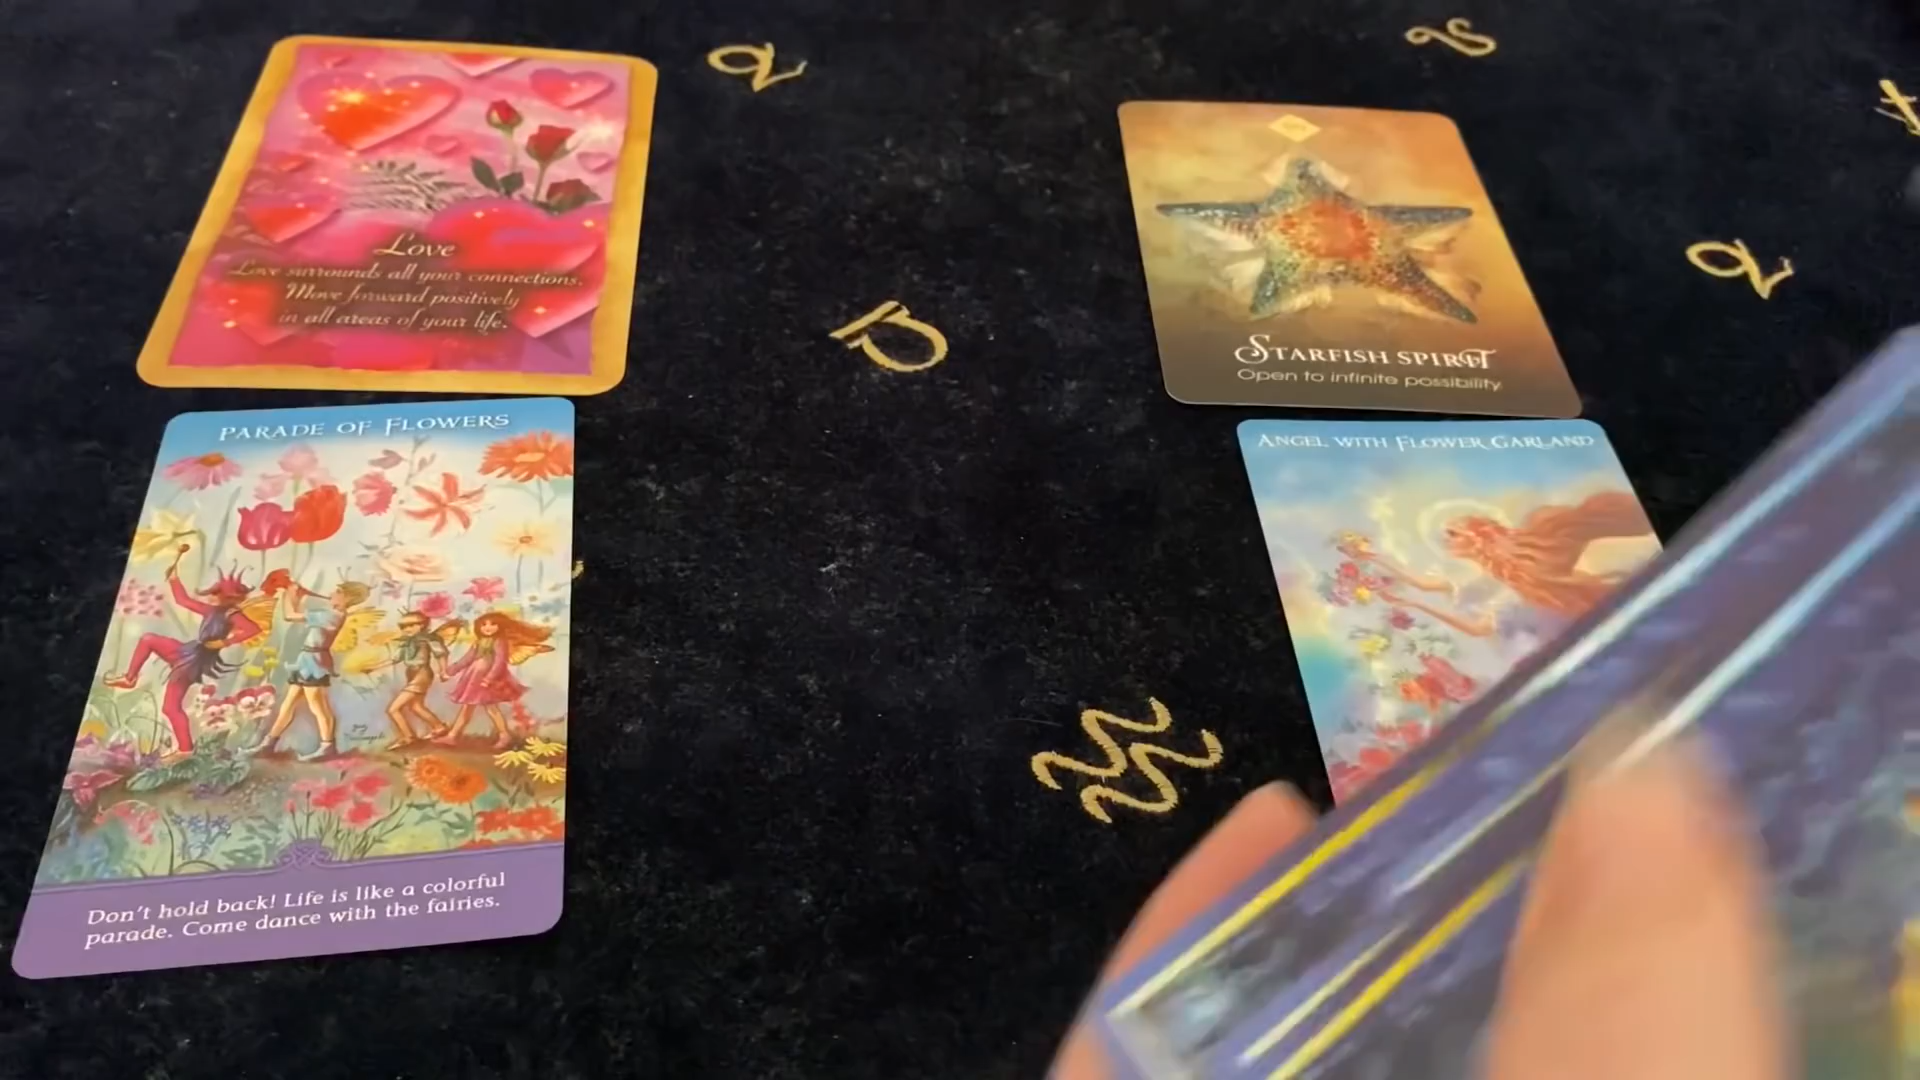 Love
Love surrounds all your connections.
Move forward positively
in all areas of your life.
STARFISH SPIRIT
Open to infinite possibility
PARADE OF FLOWERS
Don't hold back! Life is like a colorful
parade. Come dance with the fairies.
ANGEL WITH FLOWER GARLAND